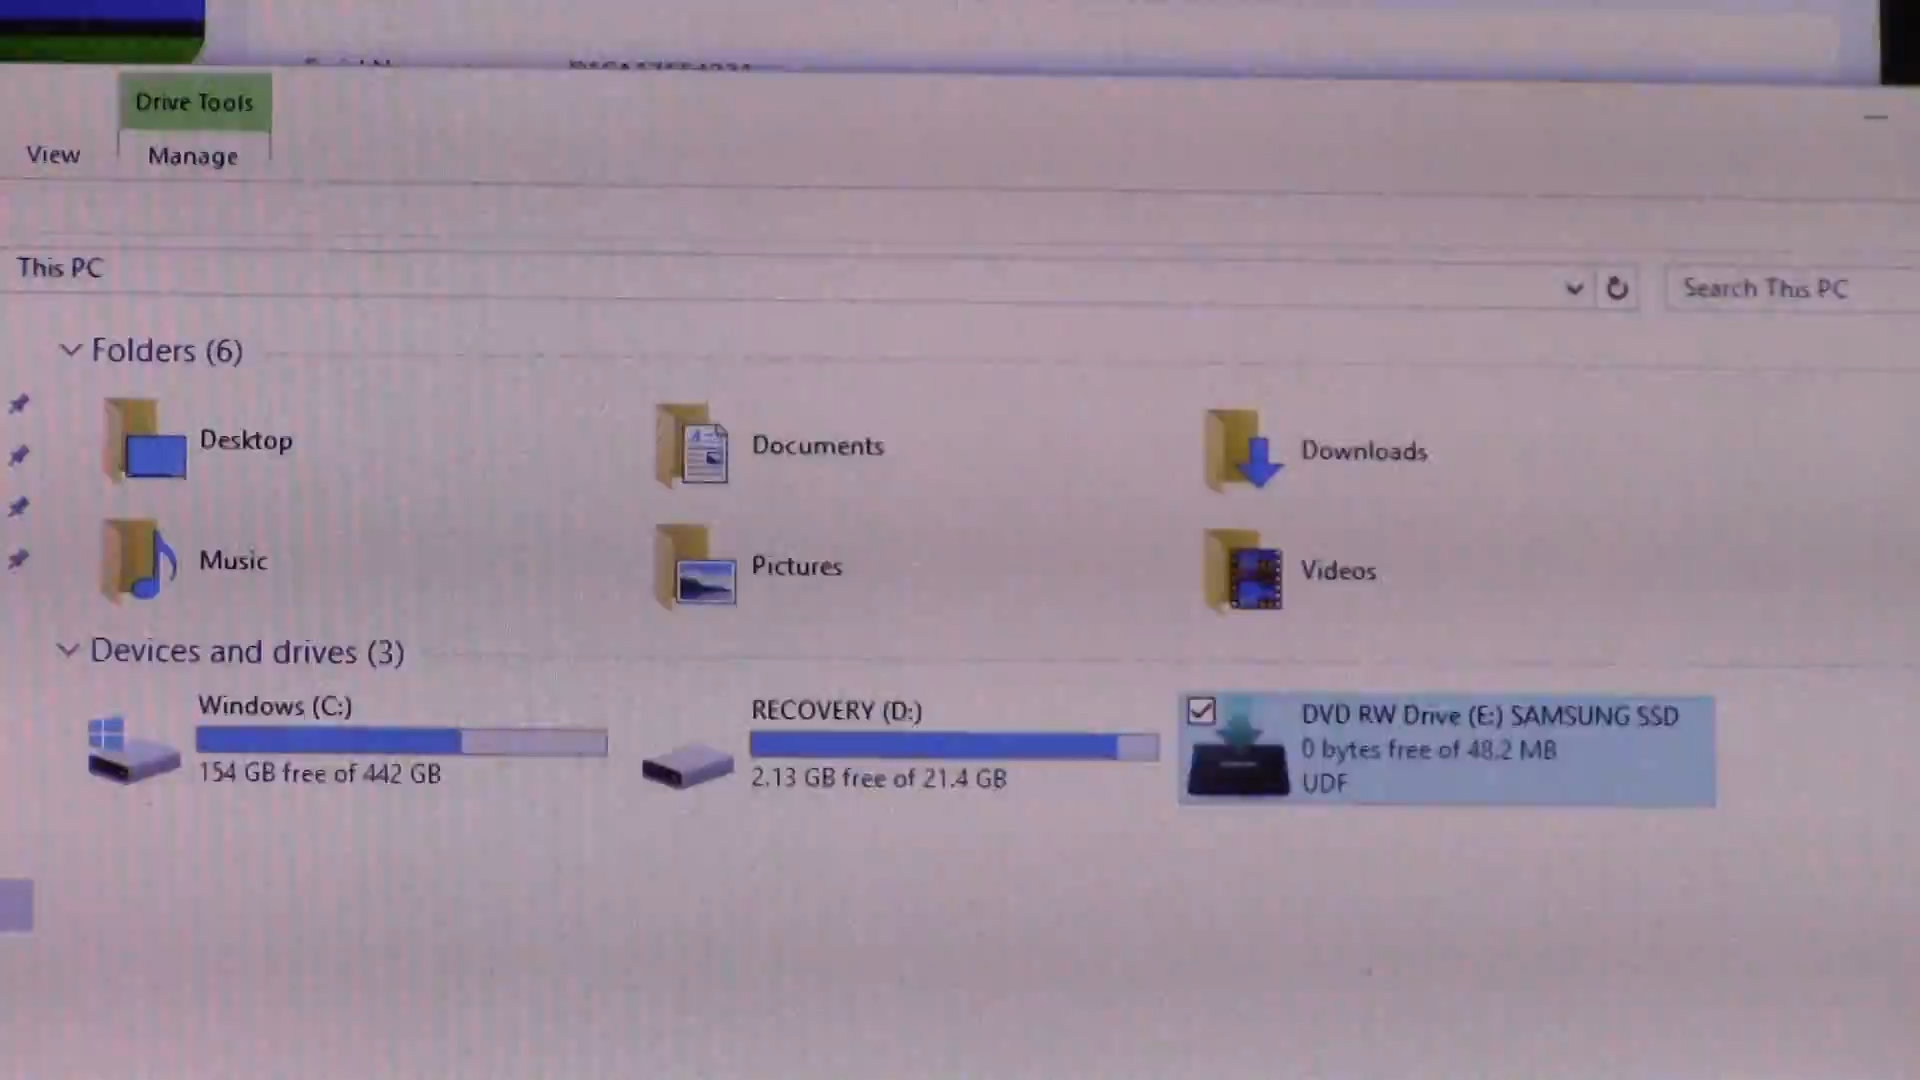 Drive Tools
View
Manage
This PC
Search This PC
Folders (6)
Desktop
Documents
Downloads
Music
Pictures
Videos
Devices and drives (3)
Windows (C:)
154 GB free of 442 GB
RECOVERY (D:)
2.13 GB free of 21.4 GB
DVD RW Drive (E:) SAMSUNG SSD
0 bytes free of 48.2 MB
UDF